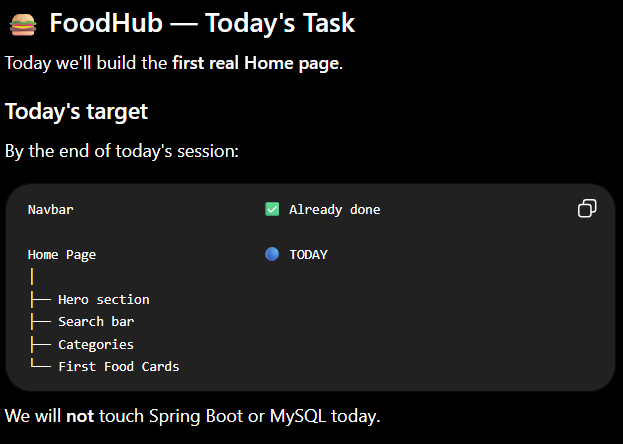 🍔 FoodHub — Today's Task
Today we'll build the first real Home page.
Today's target
By the end of today's session:
Navbar ✅ Already done
Home Page 🔵 TODAY
│
├── Hero section
├── Search bar
├── Categories
└── First Food Cards
We will not touch Spring Boot or MySQL today.